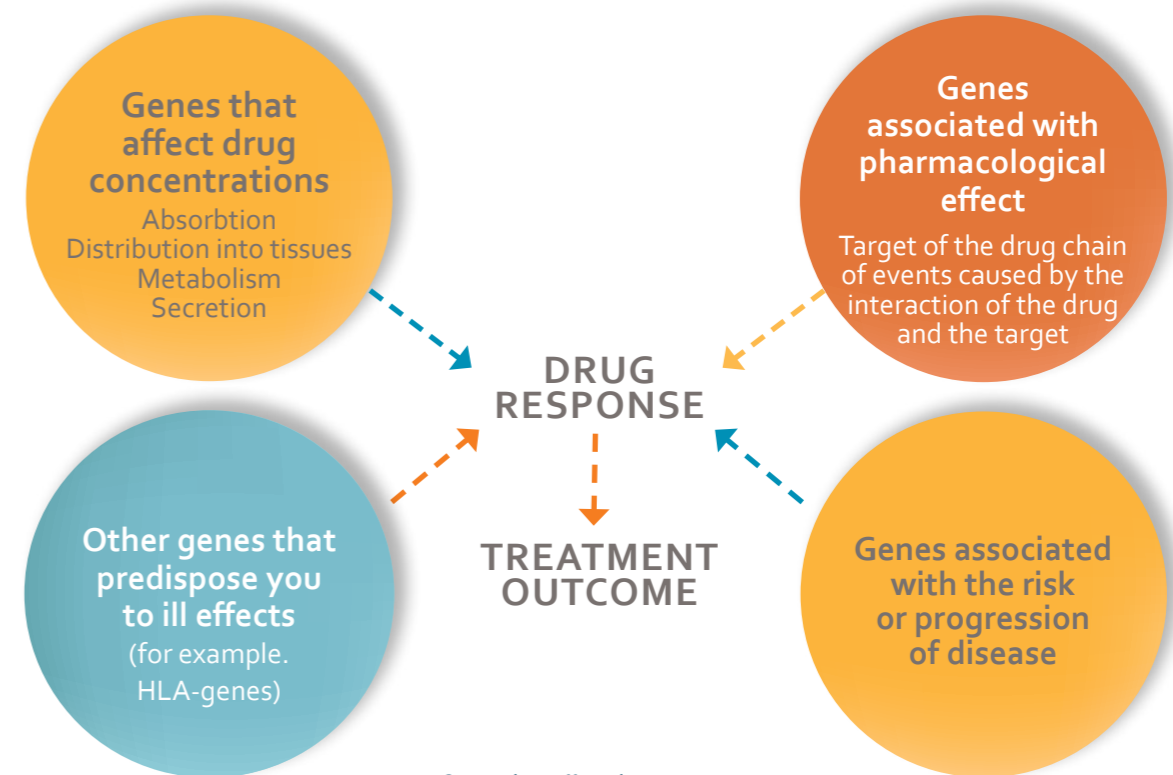 Genes that
affect drug
concentrations
Absorbtion
Distribution into tissues
Metabolism
Secretion
Genes
associated with
pharmacological
effect
Target of the drug chain
of events caused by the
interaction of the drug
and the target
DRUG
RESPONSE
TREATMENT
OUTCOME
Other genes that
predispose you
to ill effects
(for example.
HLA-genes)
Genes associated
with the risk
or progression
of disease